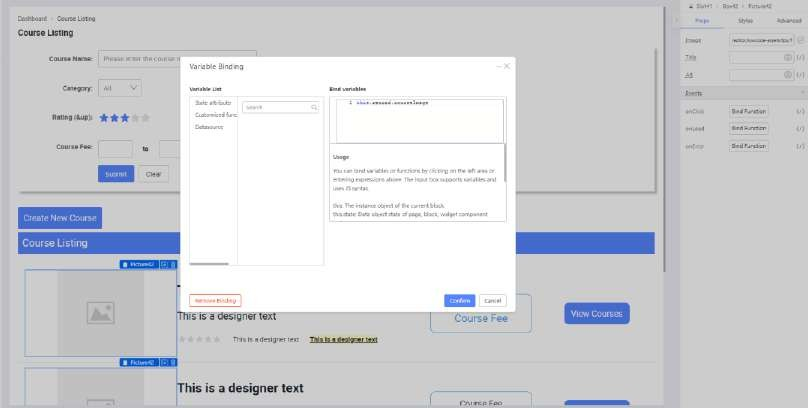 Dashboard › Course Listing
Course Listing
Course Name: Please enter the course n
Category: All
Rating (&up):
Course Fee: to
Submit Clear
Create New Course
Course Listing
Picture42
This is a designer text
This is a designer text This is a designer text
Course Fee
View Courses
Picture42
This is a designer text
Course Fee
Variable Binding
Variable List
State attribute
Customized func
Datasource
Search
Bind variables
1
Usage
You can bind variables or functions by clicking on the left area or
entering expressions above. The input box supports variables and
uses JS syntax.
this: The instance object of the current block;
this.state: Date object state of page, block, widget component
Remove Binding
Confirm Cancel
Slot41 › Box42 › Picture42
Props Styles Advanced
Image
Title
Alt
Events
onClick Bind Function
onLoad Bind Function
onError Bind Function